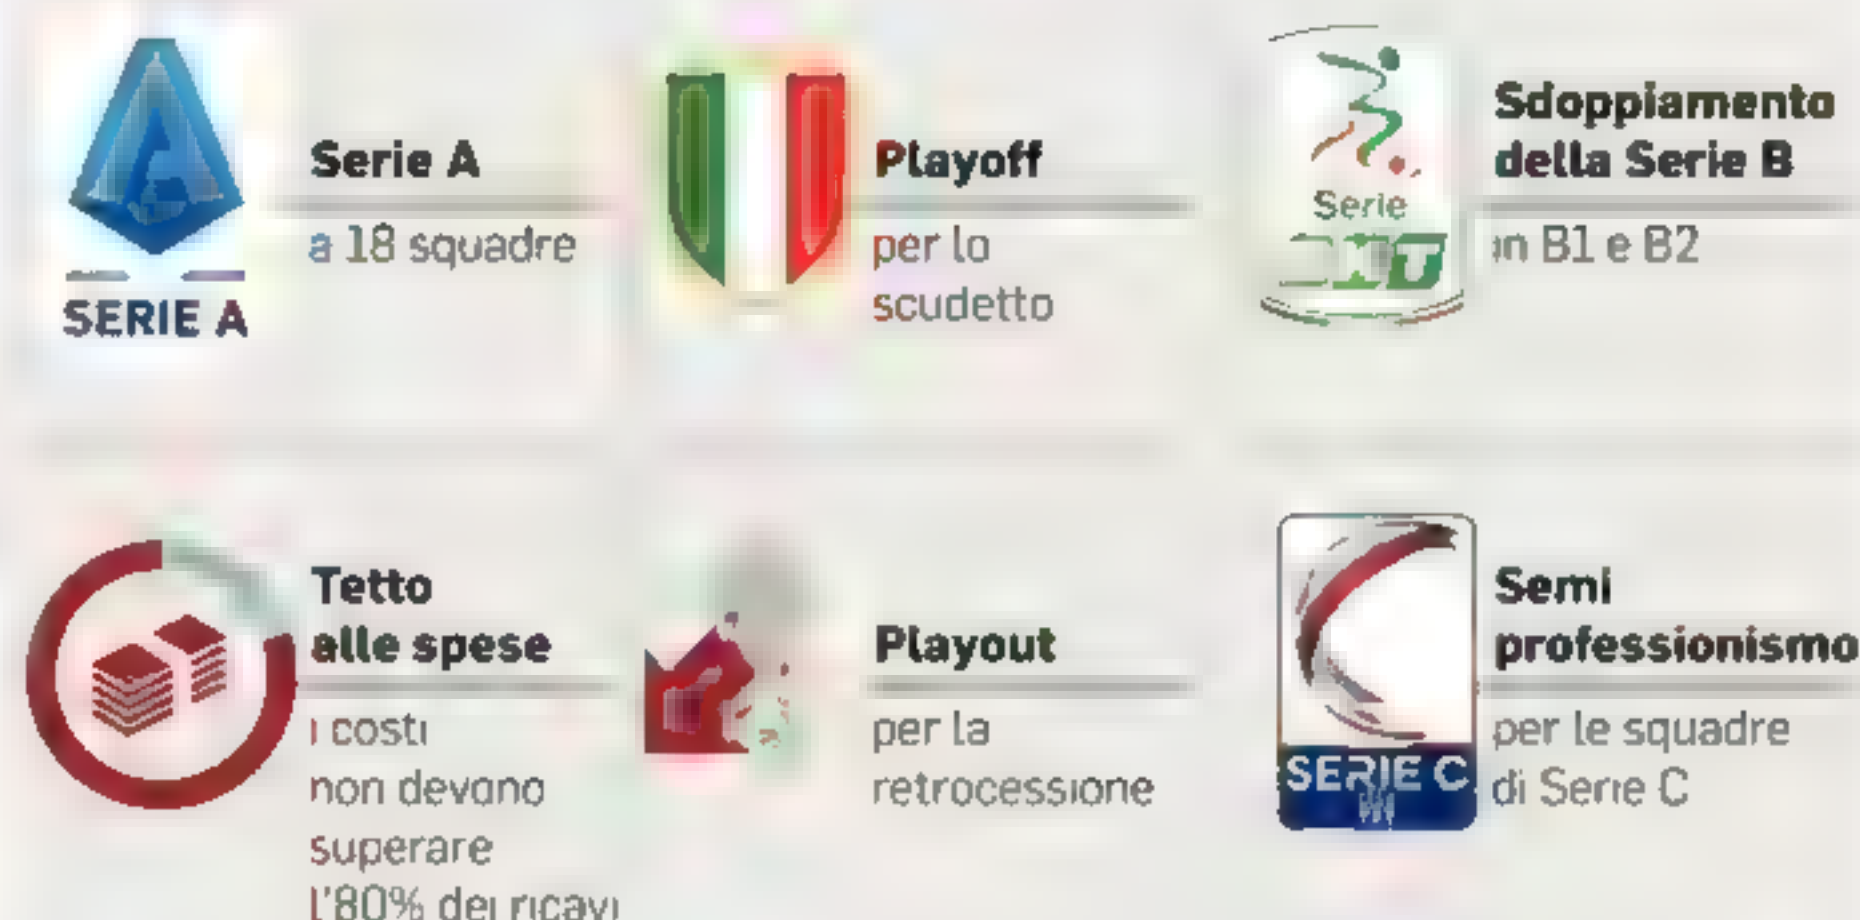 SERIE A
Serie A
a 18 squadre
Playoff
per lo
scudetto
Serie
Sdoppiamento
della Serie B
in B1 e B2
Tetto
alle spese
i costi
non devono
superare
l'80% dei ricavi
Playout
per la
retrocessione
SERIE C
Semi
professionismo
per le squadre
di Serie C